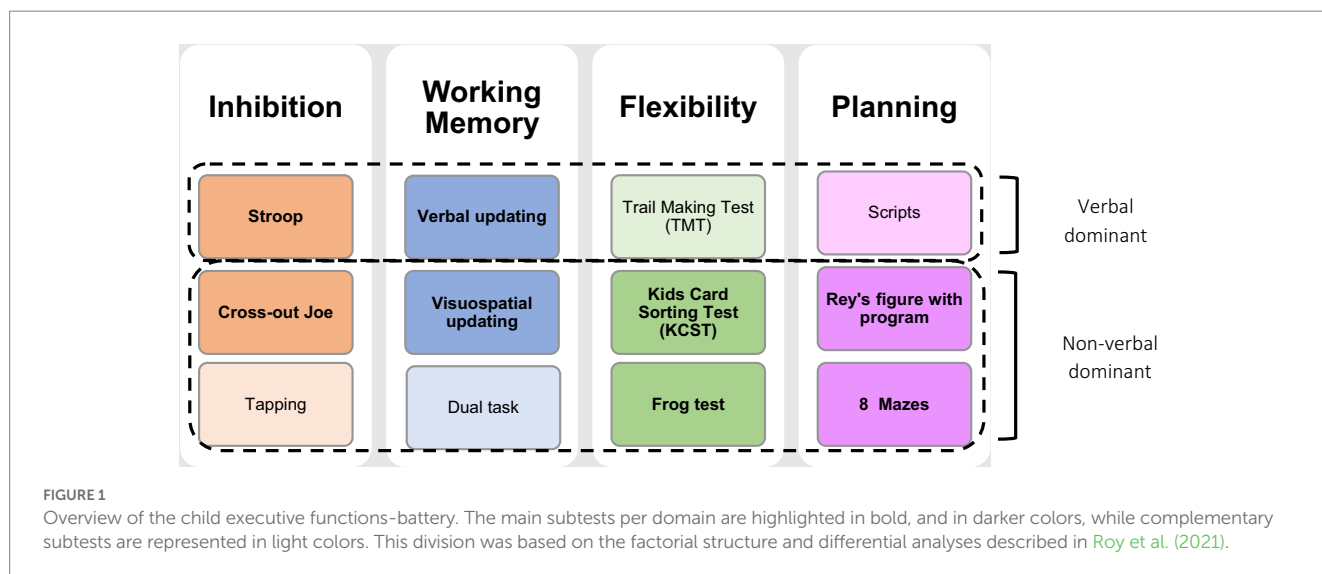 Inhibition
Working
Memory
Flexibility
Planning
Stroop
Verbal updating
Trail Making Test
(TMT)
Scripts
Verbal
dominant
Cross-out Joe
Visuospatial
updating
Kids Card
Sorting Test
(KCST)
Rey's figure with
program
Non-verbal
dominant
Tapping
Dual task
Frog test
8 Mazes
FIGURE 1
Overview of the child executive functions-battery. The main subtests per domain are highlighted in bold, and in darker colors, while complementary
subtests are represented in light colors. This division was based on the factorial structure and differential analyses described in Roy et al. (2021).